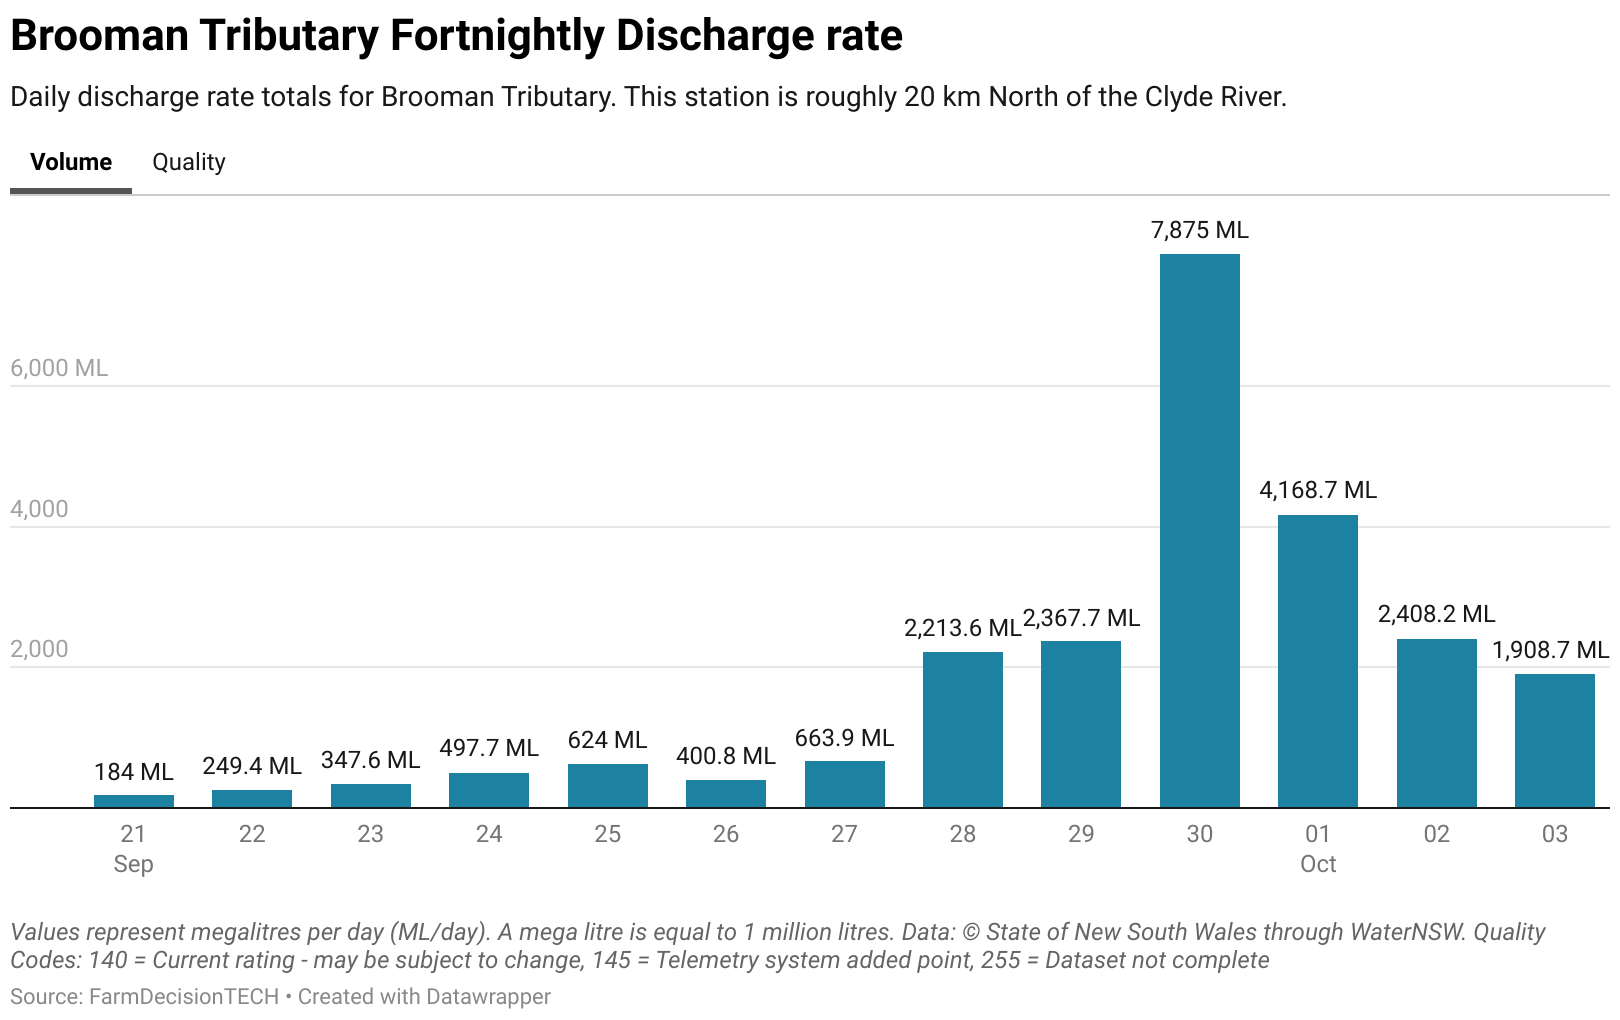 Brooman Tributary Fortnightly Discharge rate
Daily discharge rate totals for Brooman Tributary. This station is roughly 20 km North of the Clyde River.
Volume Quality
7,875 ML
6,000 ML
4,168.7 ML
4,000
2,213.6 ML 2,367.7 ML 2,408.2 ML
2,000 1,908.7 ML
184 ML 249.4 ML 347.6 ML 497.7 ML 624 ML 400.8 ML 663.9 ML
21 22 23 24 25 26 27 28 29 30 01 02 03
Sep Oct
Values represent megalitres per day (ML/day). A mega litre is equal to 1 million litres. Data: © State of New South Wales through WaterNSW. Quality
Codes: 140 = Current rating - may be subject to change, 145 = Telemetry system added point, 255 = Dataset not complete
Source: FarmDecisionTECH • Created with Datawrapper